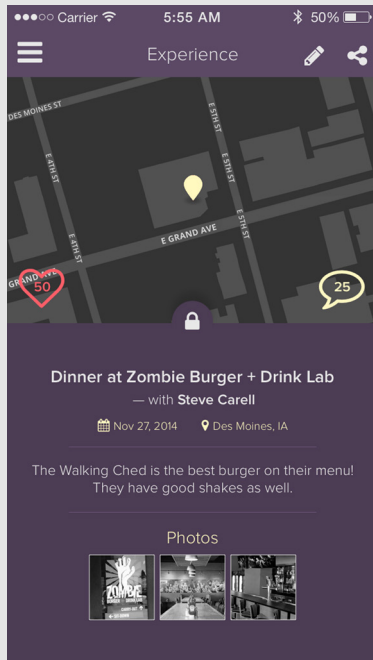 Carrier 5:55 AM 50%
Experience
DES MOINES ST
E 5TH ST
E 4TH ST
E 5TH ST
E 4TH ST
E 5TH ST
E GRAND AVE
GRAND AVE
50
25
Dinner at Zombie Burger + Drink Lab
— with Steve Carell
Nov 27, 2014 Des Moines, IA
The Walking Ched is the best burger on their menu!
They have good shakes as well.
Photos
ZOMBIE